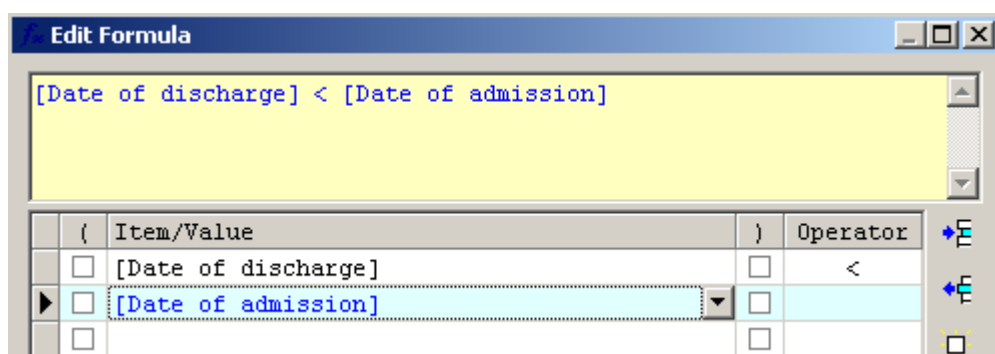 Edit Formula
[Date of discharge] < [Date of admission]
( Item/Value ) Operator
[Date of discharge] <
[Date of admission]